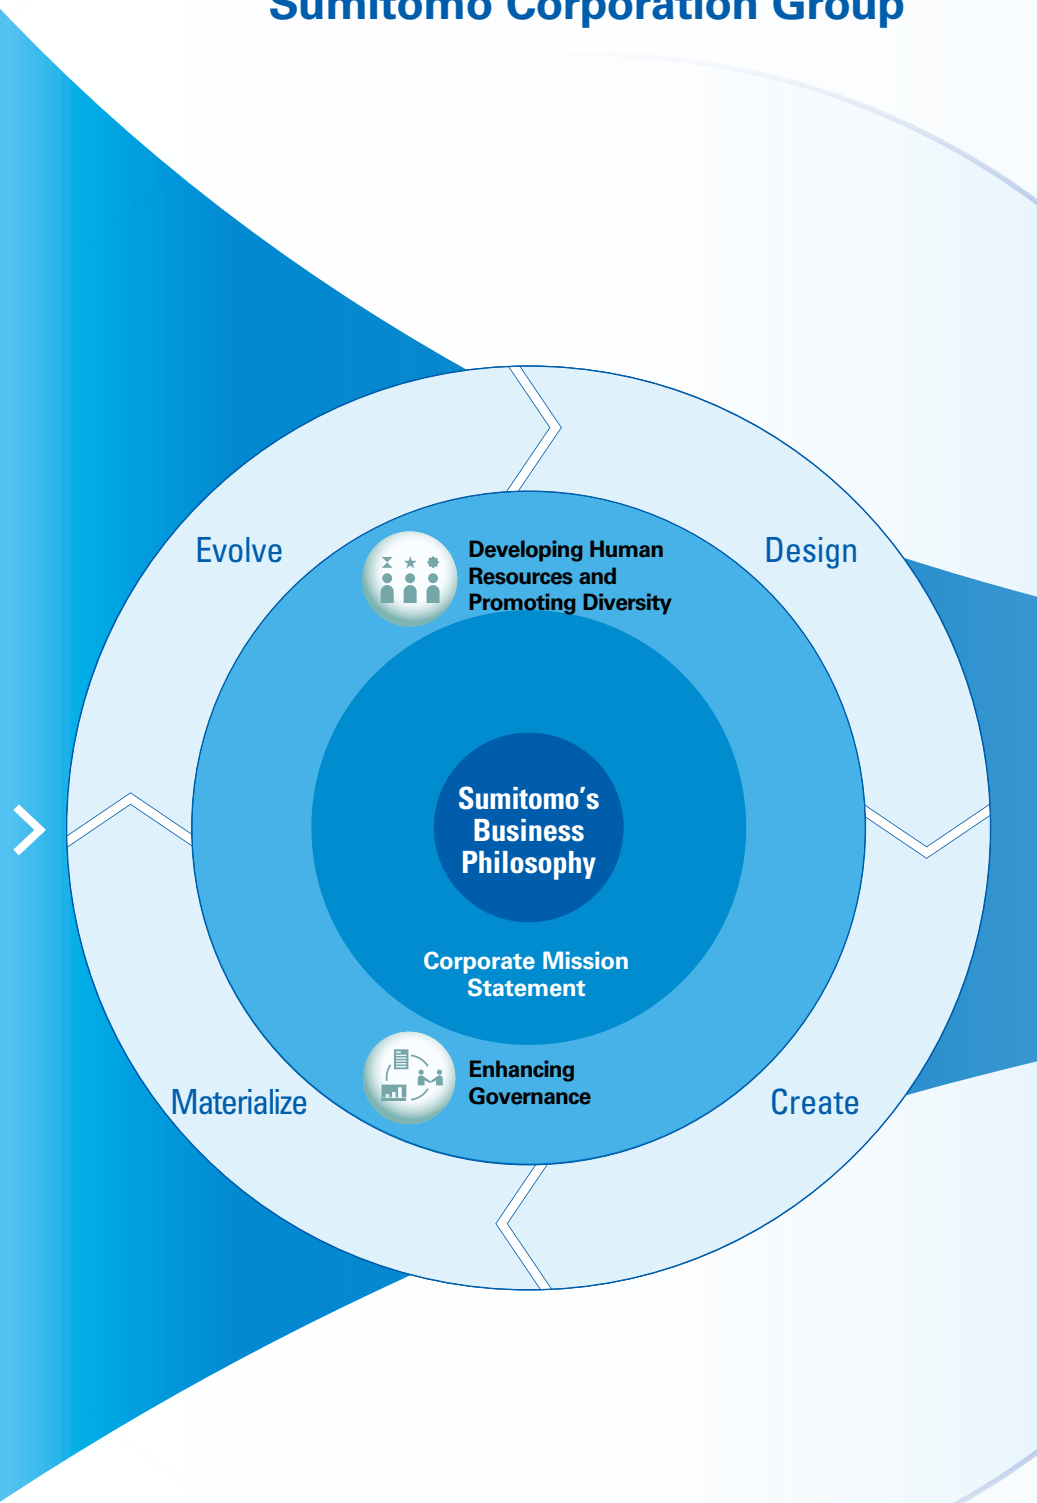 Sumitomo Corporation Group
Evolve
Design
Developing Human
Resources and
Promoting Diversity
Sumitomo’s
Business
Philosophy
Corporate Mission
Statement
Enhancing
Governance
Materialize
Create